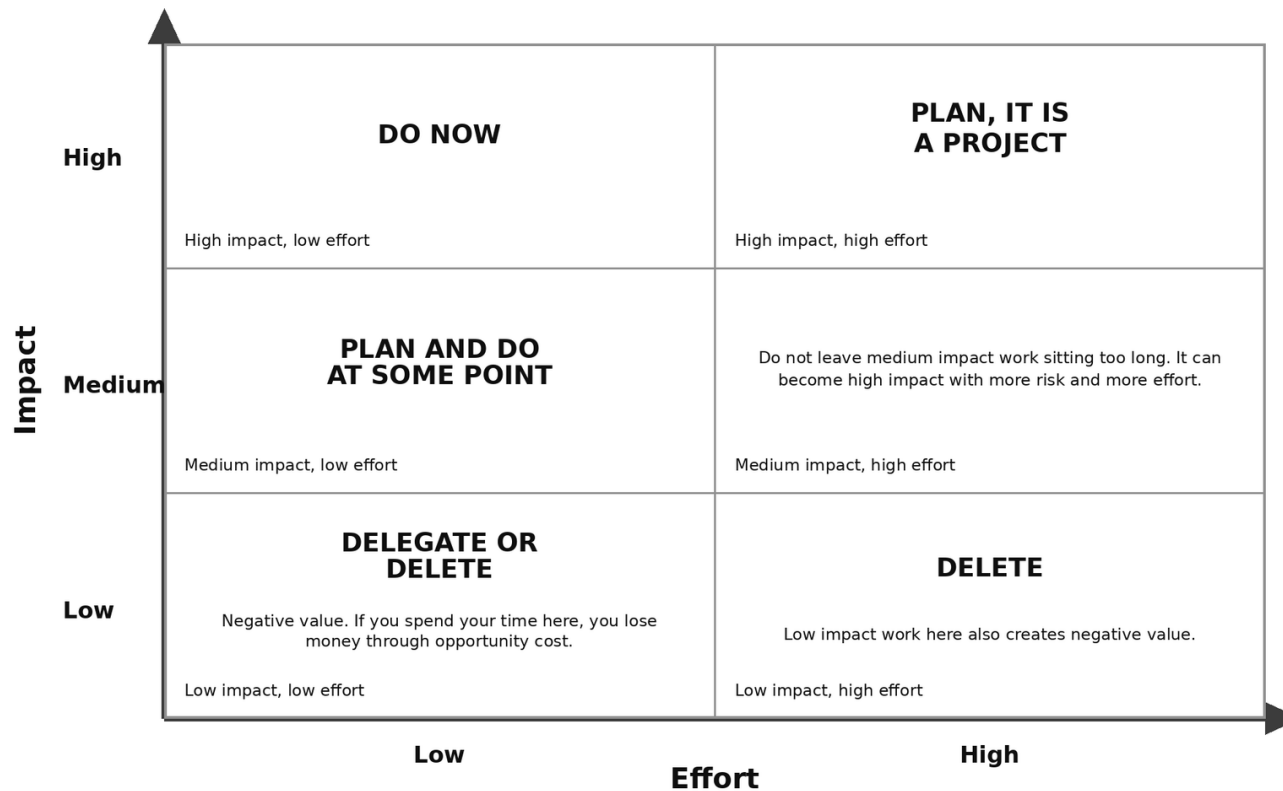 DO NOW
PLAN, IT IS
A PROJECT
High
High impact, low effort
High impact, high effort
Impact
PLAN AND DO
AT SOME POINT
Do not leave medium impact work sitting too long. It can
become high impact with more risk and more effort.
Medium
Medium impact, low effort
Medium impact, high effort
DELEGATE OR
DELETE
DELETE
Low
Negative value. If you spend your time here, you lose
money through opportunity cost.
Low impact work here also creates negative value.
Low impact, low effort
Low impact, high effort
Low
High
Effort